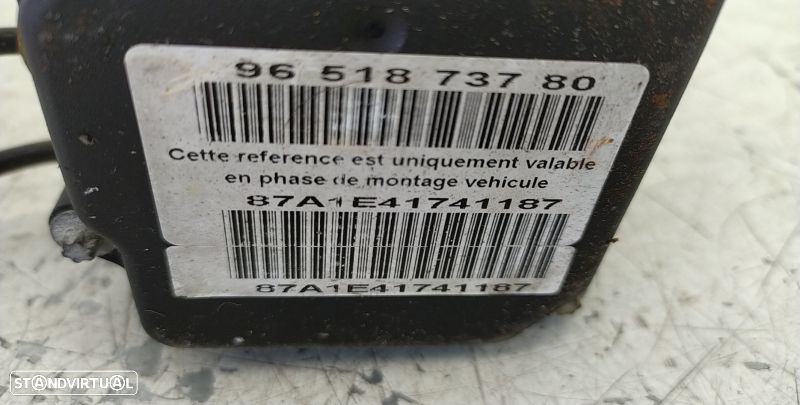 96 518 737 80
Cette reference est uniquement valable
en phase de montage vehicule
87A1E41741187
87A1E41741187
STANDVIRTUAL